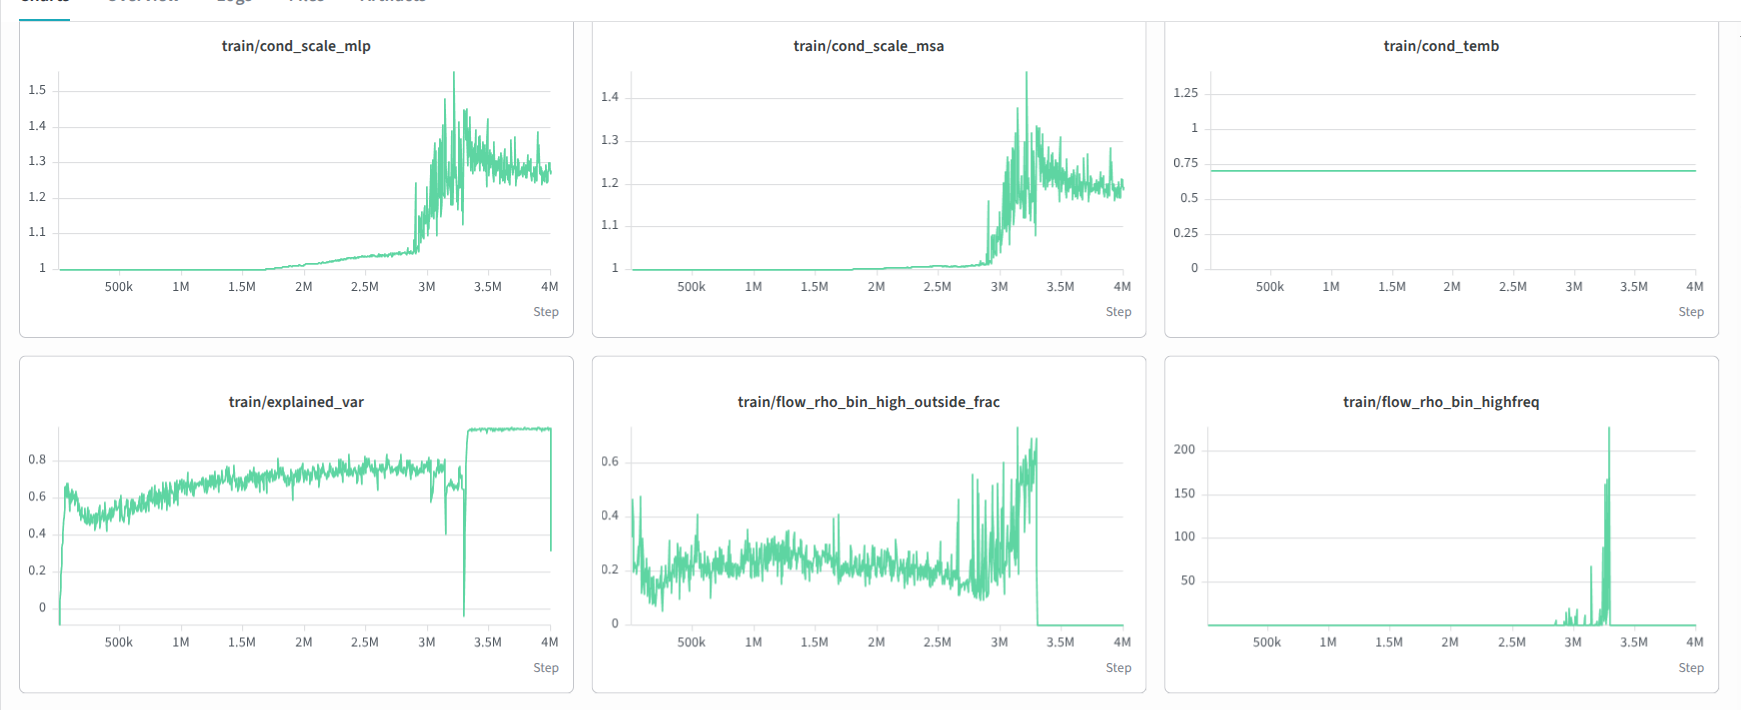 Charts Overview Logs Files Artifacts
train/cond_scale_mlp
1.5
1.4
1.3
1.2
1.1
1
500k 1M 1.5M 2M 2.5M 3M 3.5M 4M
Step
train/cond_scale_msa
1.4
1.3
1.2
1.1
1
500k 1M 1.5M 2M 2.5M 3M 3.5M 4M
Step
train/cond_temb
1.25
1
0.75
0.5
0.25
0
500k 1M 1.5M 2M 2.5M 3M 3.5M 4M
Step
train/explained_var
0.8
0.6
0.4
0.2
0
500k 1M 1.5M 2M 2.5M 3M 3.5M 4M
Step
train/flow_rho_bin_high_outside_frac
0.6
0.4
0.2
0
500k 1M 1.5M 2M 2.5M 3M 3.5M 4M
Step
train/flow_rho_bin_highfreq
200
150
100
50
500k 1M 1.5M 2M 2.5M 3M 3.5M 4M
Step